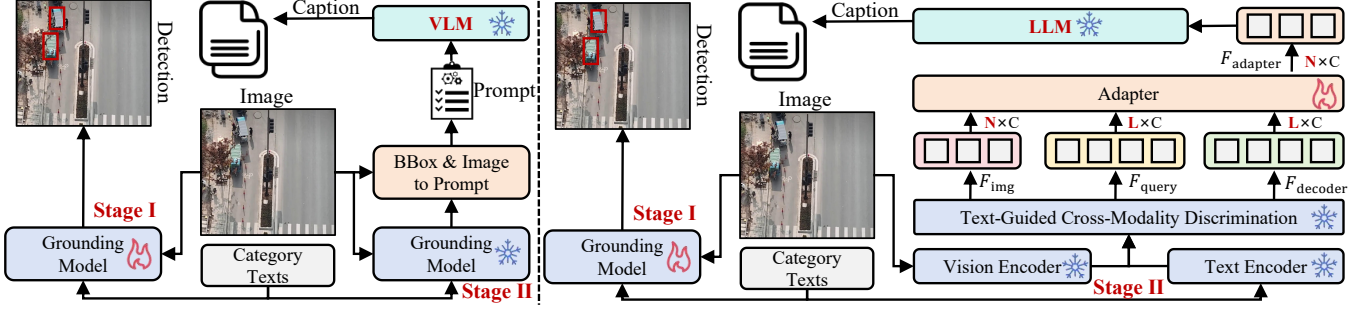 Detection
Caption
VLM
Prompt
Image
BBox & Image
to Prompt
Stage I
Grounding
Model
Category
Texts
Grounding
Model
Stage II
Detection
Caption
LLM
F_adapter
N×C
Adapter
Image
N×C
L×C
L×C
F_img
F_query
F_decoder
Stage I
Text-Guided Cross-Modality Discrimination
Grounding
Model
Category
Texts
Vision Encoder
Text Encoder
Stage II